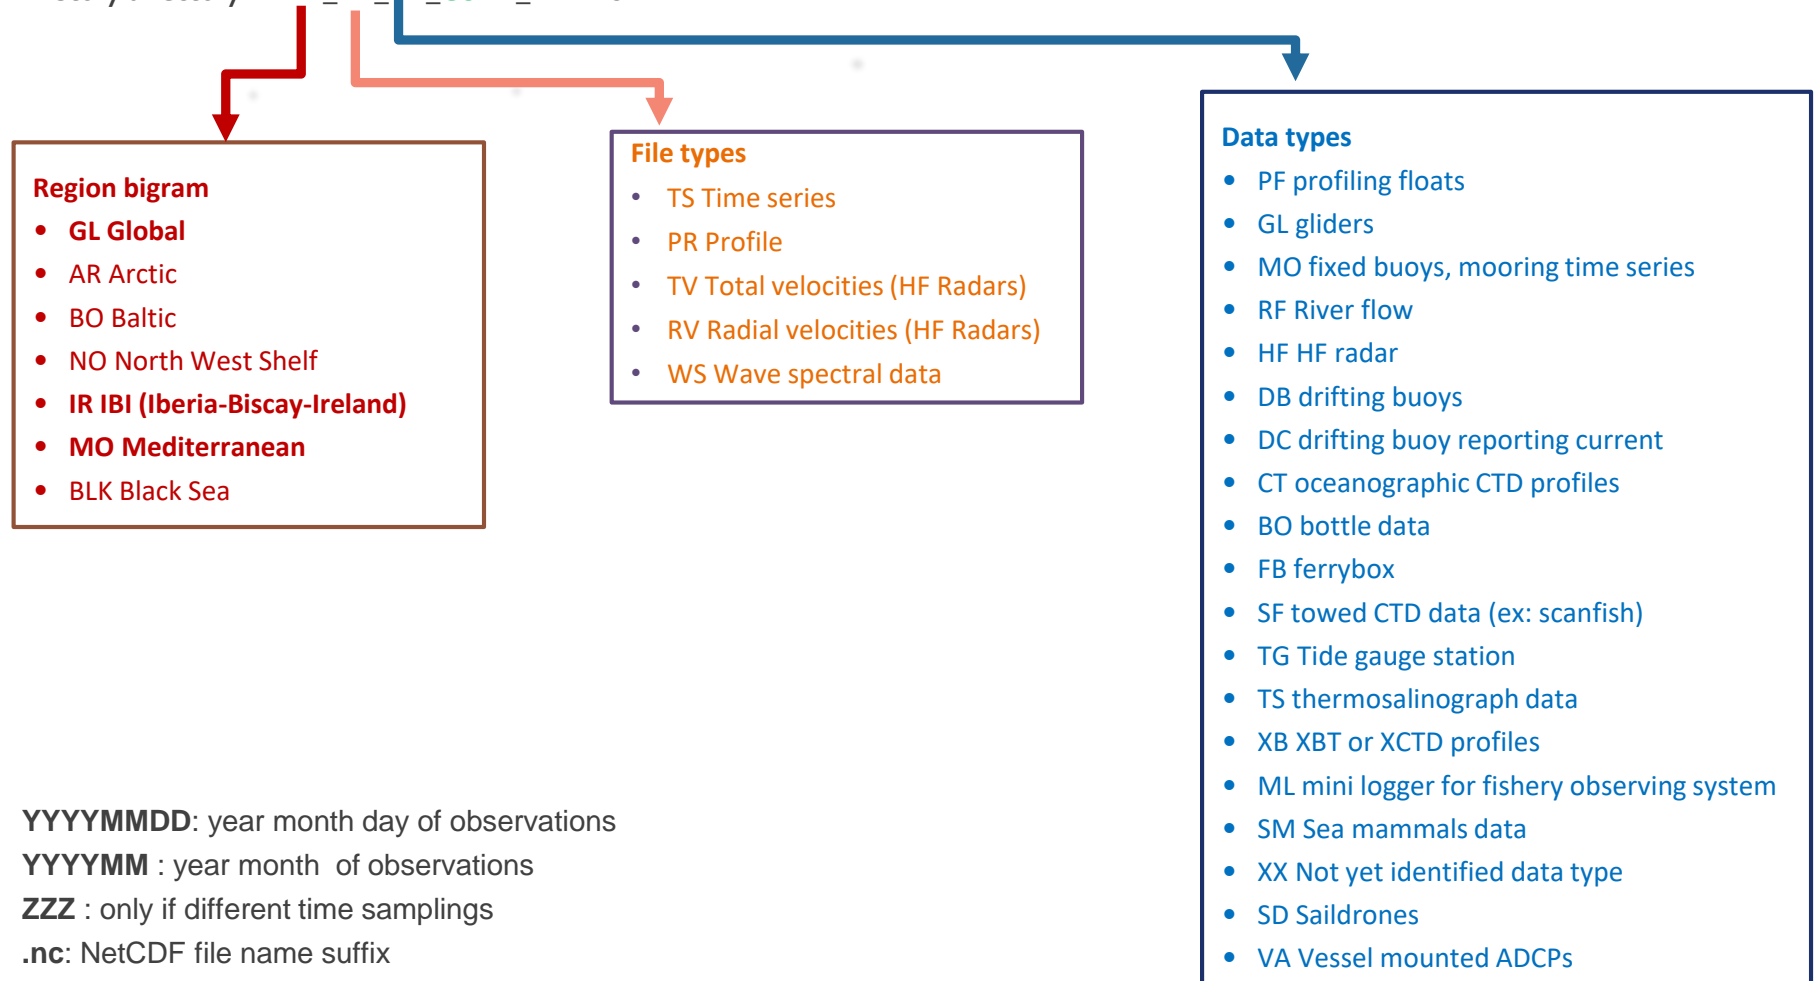 Region bigram
• GL Global
• AR Arctic
• BO Baltic
• NO North West Shelf
• IR IBI (Iberia-Biscay-Ireland)
• MO Mediterranean
• BLK Black Sea
File types
• TS Time series
• PR Profile
• TV Total velocities (HF Radars)
• RV Radial velocities (HF Radars)
• WS Wave spectral data
Data types
• PF profiling floats
• GL gliders
• MO fixed buoys, mooring time series
• RF River flow
• HF HF radar
• DB drifting buoys
• DC drifting buoy reporting current
• CT oceanographic CTD profiles
• BO bottle data
• FB ferrybox
• SF towed CTD data (ex: scanfish)
• TG Tide gauge station
• TS thermosalinograph data
• XB XBT or XCTD profiles
• ML mini logger for fishery observing system
• SM Sea mammals data
• XX Not yet identified data type
• SD Saildrones
• VA Vessel mounted ADCPs
YYYYMMDD: year month day of observations
YYYYMM : year month of observations
ZZZ : only if different time samplings
.nc: NetCDF file name suffix